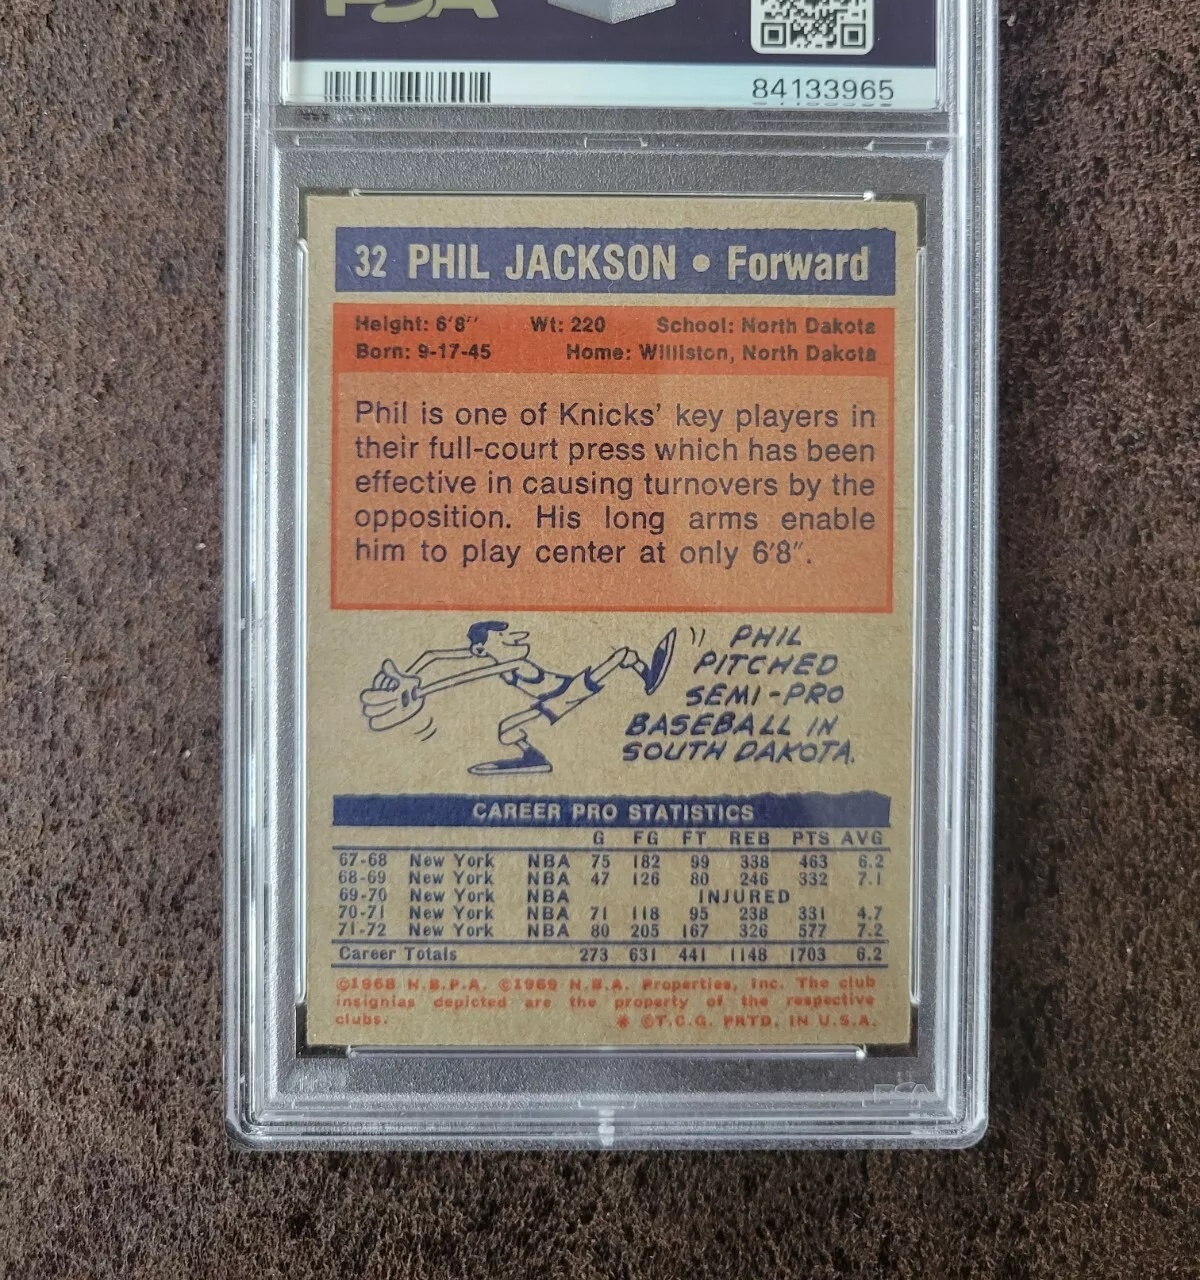 PSA
84133965
32 PHIL JACKSON • Forward
Height: 6'8" Wt: 220 School: North Dakota
Born: 9-17-45 Home: Williston, North Dakota
Phil is one of Knicks' key players in
their full-court press which has been
effective in causing turnovers by the
opposition. His long arms enable
him to play center at only 6'8".
PHIL
PITCHED
SEMI-PRO
BASEBALL IN
SOUTH DAKOTA.
CAREER PRO STATISTICS
G FG FT REB PTS AVG
67-68 New York NBA 75 182 99 338 463 6.2
68-69 New York NBA 47 126 80 246 332 7.1
69-70 New York NBA INJURED
70-71 New York NBA 71 118 95 238 331 4.7
71-72 New York NBA 80 205 167 326 577 7.2
Career Totals 273 631 441 1148 1703 6.2
©1968 N.B.P.A. ©1969 N.B.A. Properties, Inc. The club
insignias depicted are the property of the respective
clubs. * ©T.C.G. PRTD. IN U.S.A.
PSA